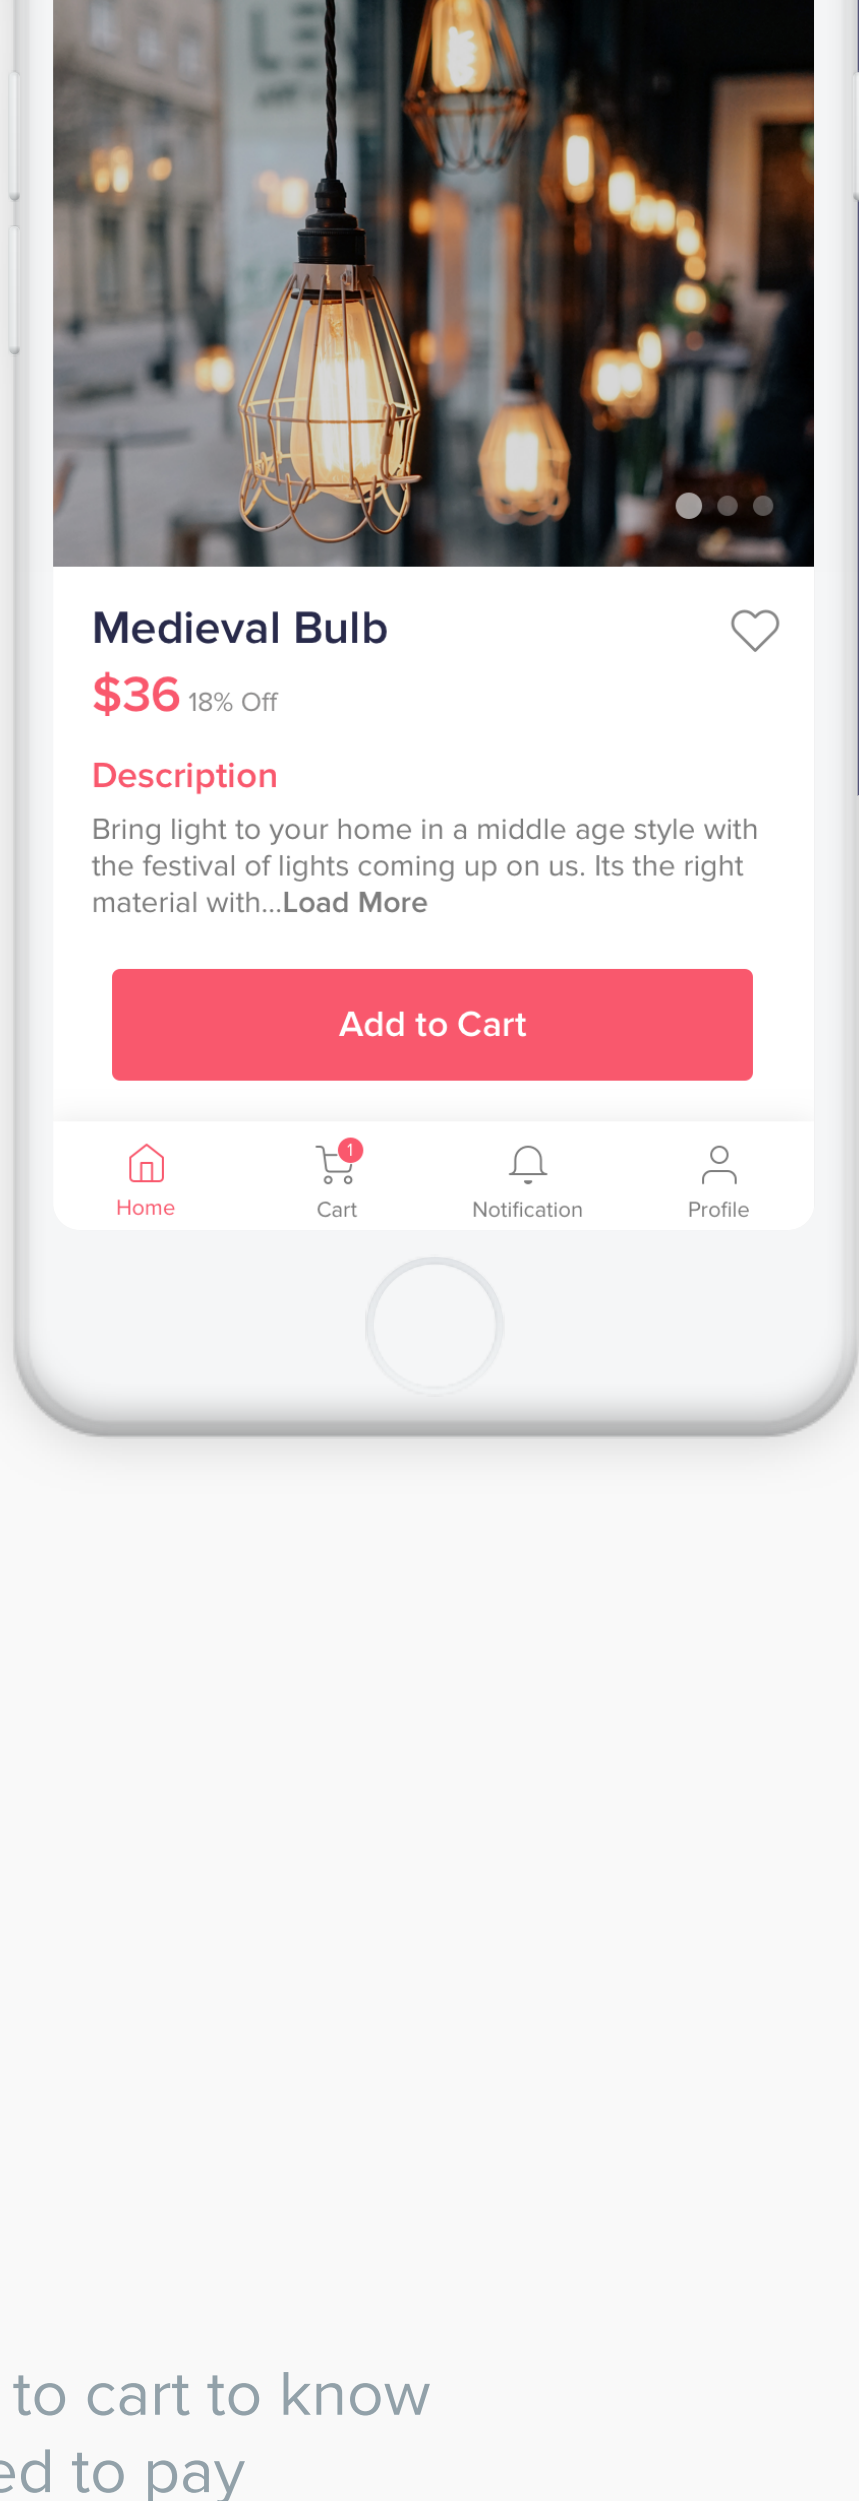 Medieval Bulb
$36 18% Off
Description
Bring light to your home in a middle age style with
the festival of lights coming up on us. Its the right
material with...Load More
Add to Cart
1
Home
Cart
Notification
Profile
to cart to know
to pay